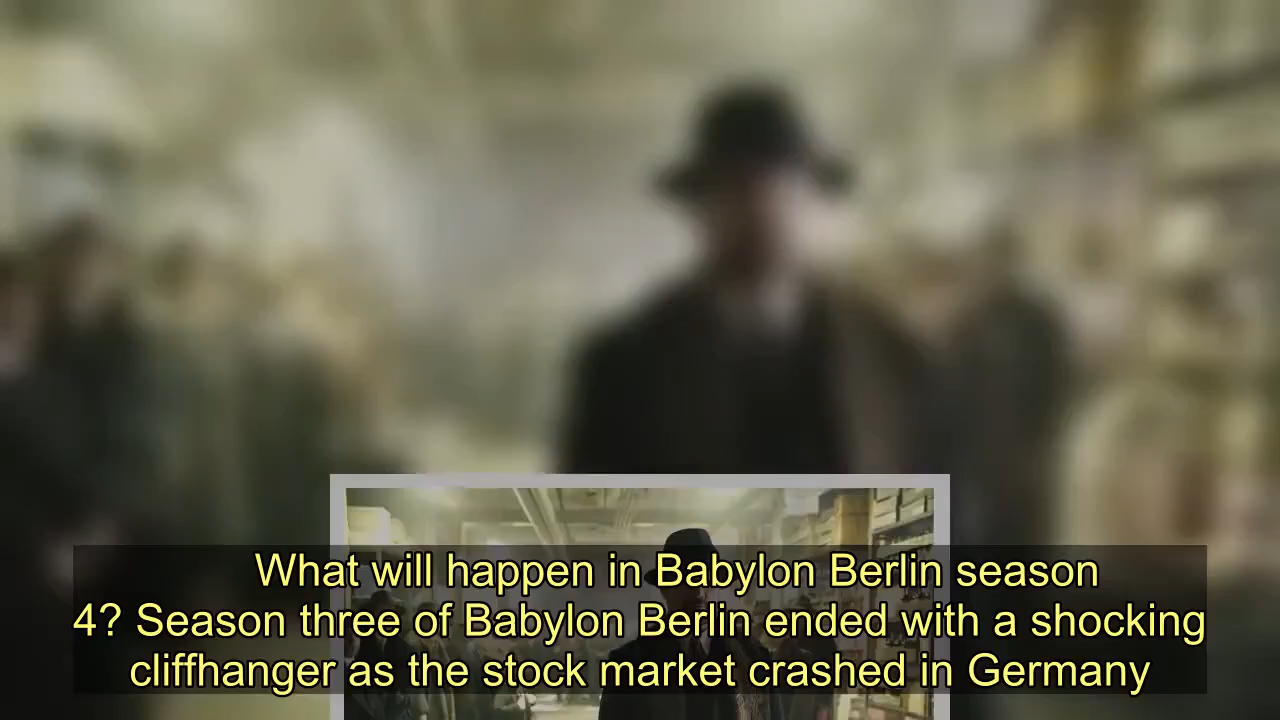 What will happen in Babylon Berlin season
4? Season three of Babylon Berlin ended with a shocking
cliffhanger as the stock market crashed in Germany